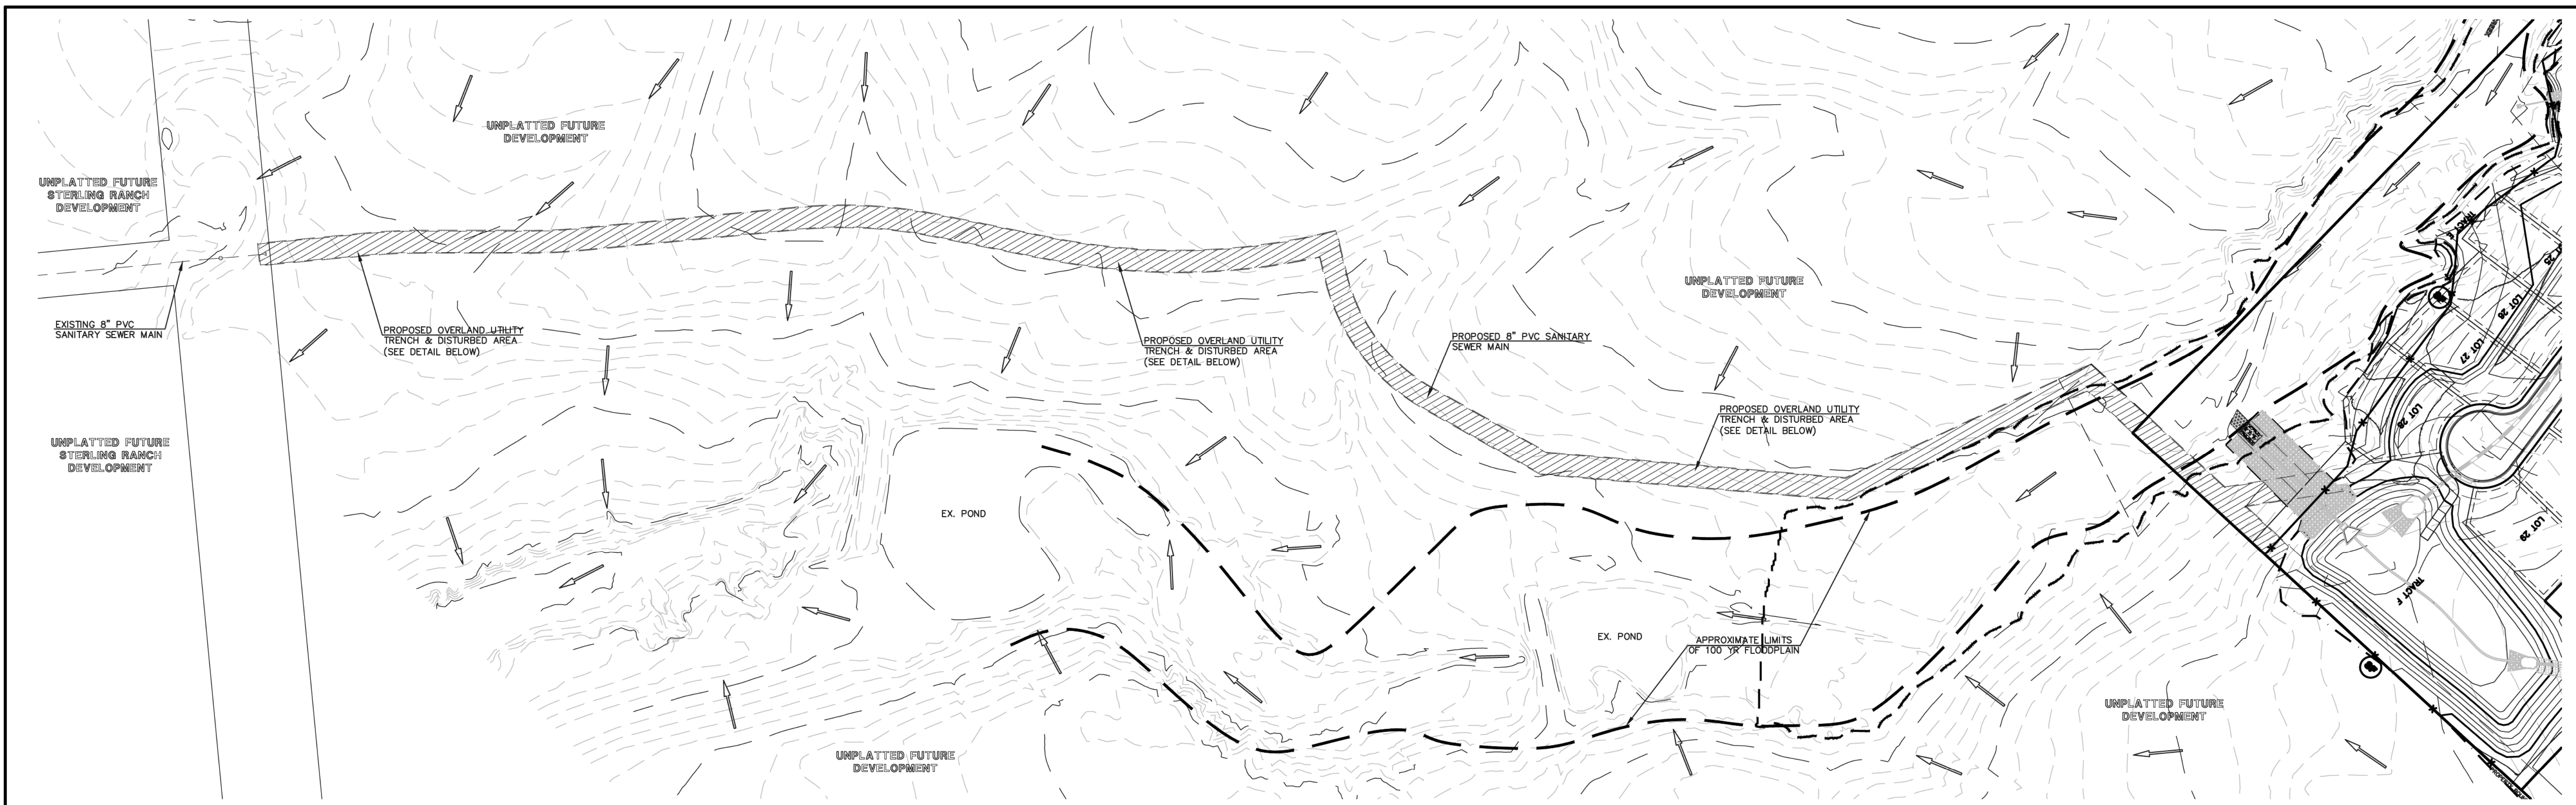 UNPLATTED FUTURE
DEVELOPMENT
UNPLATTED FUTURE
STERLING RANCH
DEVELOPMENT
EXISTING 8" PVC
SANITARY SEWER MAIN
PROPOSED OVERLAND UTILITY
TRENCH & DISTURBED AREA
(SEE DETAIL BELOW)
PROPOSED OVERLAND UTILITY
TRENCH & DISTURBED AREA
(SEE DETAIL BELOW)
PROPOSED 8" PVC SANITARY
SEWER MAIN
UNPLATTED FUTURE
DEVELOPMENT
PROPOSED OVERLAND UTILITY
TRENCH & DISTURBED AREA
(SEE DETAIL BELOW)
UNPLATTED FUTURE
STERLING RANCH
DEVELOPMENT
EX. POND
EX. POND
APPROXIMATE LIMITS
OF 100 YR FLOODPLAIN
UNPLATTED FUTURE
DEVELOPMENT
UNPLATTED FUTURE
DEVELOPMENT
TRACT E
LOT 27
LOT 29
TRACT F